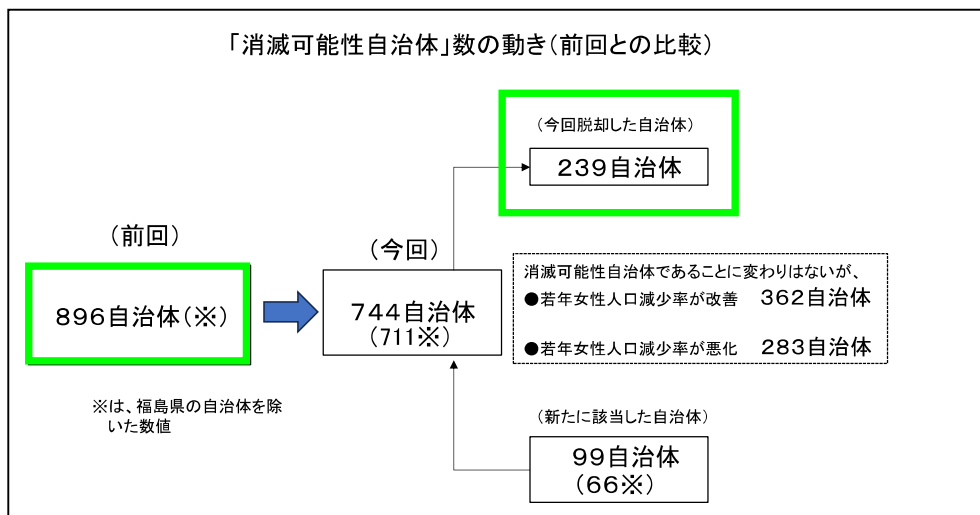 「消滅可能性自治体」数の動き(前回との比較)
(今回脱却した自治体)
239自治体
(前回)
896自治体(※)
(今回)
744自治体
(711※)
消滅可能性自治体であることに変わりはないが、
●若年女性人口減少率が改善 362自治体
●若年女性人口減少率が悪化 283自治体
※は、福島県の自治体を除
いた数値
(新たに該当した自治体)
99自治体
(66※)